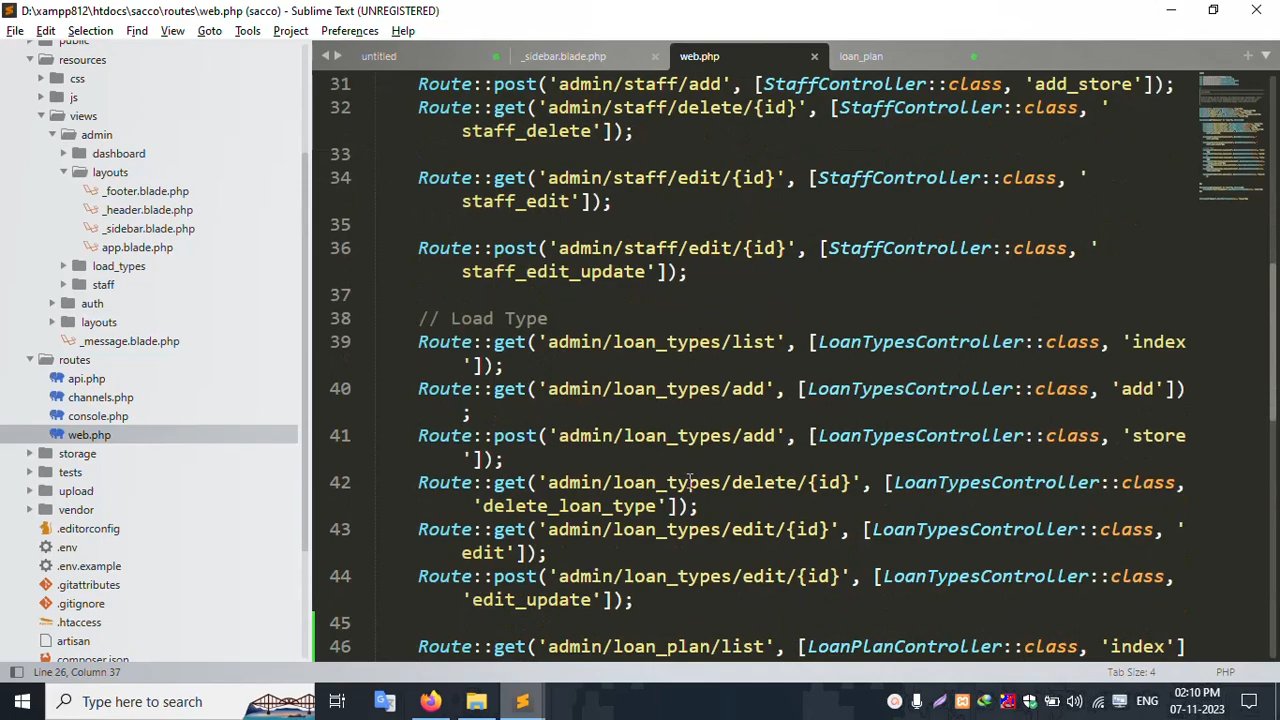 D:\xampp812\htdocs\sacco\routes\web.php (sacco) - Sublime Text (UNREGISTERED)
File Edit Selection Find View Goto Tools Project Preferences Help
untitled _sidebar.blade.php web.php loan_plan
public
resources
css
js
views
admin
dashboard
layouts
_footer.blade.php
_header.blade.php
_sidebar.blade.php
app.blade.php
load_types
staff
auth
layouts
_message.blade.php
routes
api.php
channels.php
console.php
web.php
storage
tests
upload
vendor
.editorconfig
.env
.env.example
.gitattributes
.gitignore
.htaccess
artisan
composer.json
31 Route::post('admin/staff/add', [StaffController::class, 'add_store']);
32 Route::get('admin/staff/delete/{id}', [StaffController::class, '
staff_delete']);
33
34 Route::get('admin/staff/edit/{id}', [StaffController::class, '
staff_edit']);
35
36 Route::post('admin/staff/edit/{id}', [StaffController::class, '
staff_edit_update']);
37
38 // Load Type
39 Route::get('admin/loan_types/list', [LoanTypesController::class, 'index
']);
40 Route::get('admin/loan_types/add', [LoanTypesController::class, 'add'])
;
41 Route::post('admin/loan_types/add', [LoanTypesController::class, 'store
']);
42 Route::get('admin/loan_types/delete/{id}', [LoanTypesController::class,
'delete_loan_type']);
43 Route::get('admin/loan_types/edit/{id}', [LoanTypesController::class, '
edit']);
44 Route::post('admin/loan_types/edit/{id}', [LoanTypesController::class,
'edit_update']);
45
46 Route::get('admin/loan_plan/list', [LoanPlanController::class, 'index']
Line 26, Column 37 Tab Size: 4 PHP
Type here to search
ENG
02:10 PM
07-11-2023